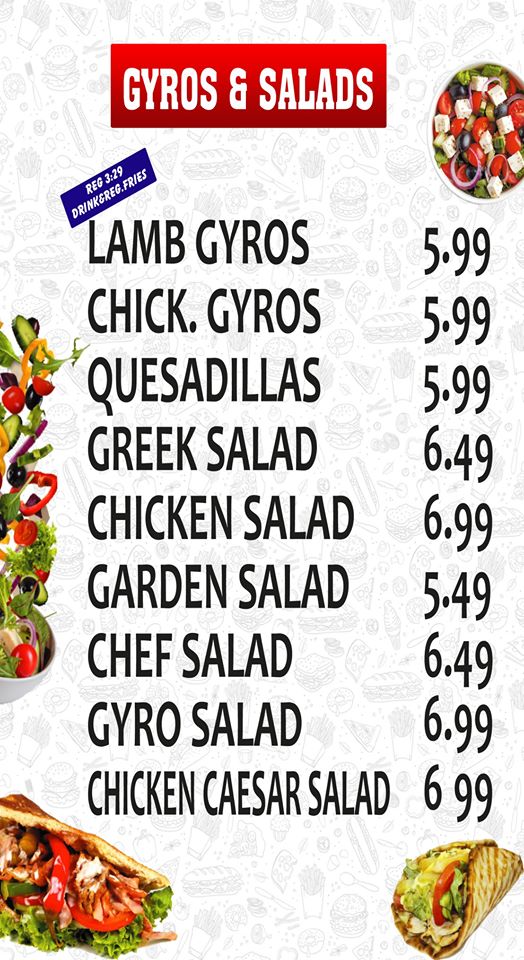 GYROS & SALADS
REG 3:29
DRINK&REG.FRIES
LAMB GYROS 5.99
CHICK. GYROS 5.99
QUESADILLAS 5.99
GREEK SALAD 6.49
CHICKEN SALAD 6.99
GARDEN SALAD 5.49
CHEF SALAD 6.49
GYRO SALAD 6.99
CHICKEN CAESAR SALAD 6 99